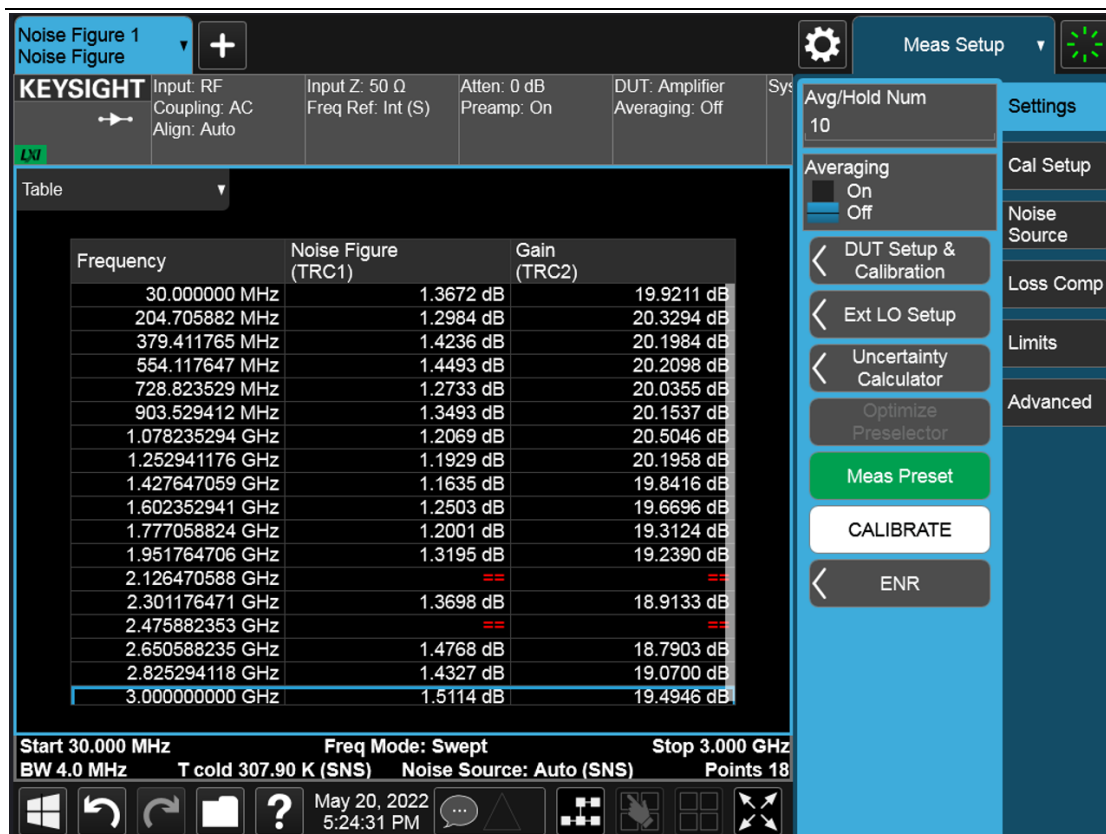 Noise Figure 1
Noise Figure
+
Meas Setup
KEYSIGHT Input: RF Input Z: 50 Ω Atten: 0 dB DUT: Amplifier Sys
Coupling: AC Freq Ref: Int (S) Preamp: On Averaging: Off
Align: Auto
LXI
Table
Frequency Noise Figure (TRC1) Gain (TRC2)
30.000000 MHz 1.3672 dB 19.9211 dB
204.705882 MHz 1.2984 dB 20.3294 dB
379.411765 MHz 1.4236 dB 20.1984 dB
554.117647 MHz 1.4493 dB 20.2098 dB
728.823529 MHz 1.2733 dB 20.0355 dB
903.529412 MHz 1.3493 dB 20.1537 dB
1.078235294 GHz 1.2069 dB 20.5046 dB
1.252941176 GHz 1.1929 dB 20.1958 dB
1.427647059 GHz 1.1635 dB 19.8416 dB
1.602352941 GHz 1.2503 dB 19.6696 dB
1.777058824 GHz 1.2001 dB 19.3124 dB
1.951764706 GHz 1.3195 dB 19.2390 dB
2.126470588 GHz == ==
2.301176471 GHz 1.3698 dB 18.9133 dB
2.475882353 GHz == ==
2.650588235 GHz 1.4768 dB 18.7903 dB
2.825294118 GHz 1.4327 dB 19.0700 dB
3.000000000 GHz 1.5114 dB 19.4946 dB
Start 30.000 MHz Freq Mode: Swept Stop 3.000 GHz
BW 4.0 MHz T cold 307.90 K (SNS) Noise Source: Auto (SNS) Points 18
?
May 20, 2022
5:24:31 PM
Avg/Hold Num
10
Averaging
On
Off
DUT Setup &
Calibration
Ext LO Setup
Uncertainty
Calculator
Optimize
Preselector
Meas Preset
CALIBRATE
ENR
Settings
Cal Setup
Noise
Source
Loss Comp
Limits
Advanced